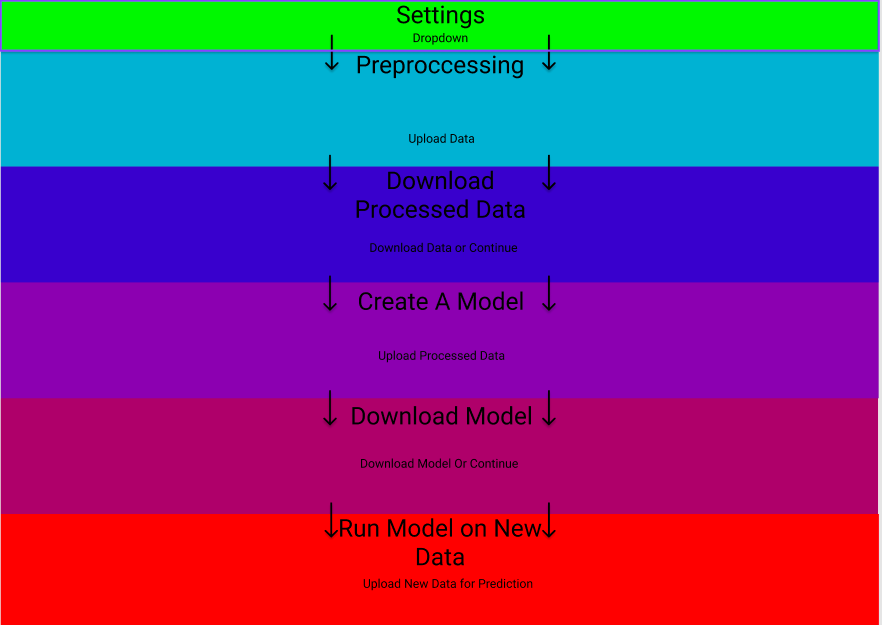 Settings
Dropdown
Preproccessing
Upload Data
Download
Processed Data
Download Data or Continue
Create A Model
Upload Processed Data
Download Model
Download Model Or Continue
Run Model on New
Data
Upload New Data for Prediction